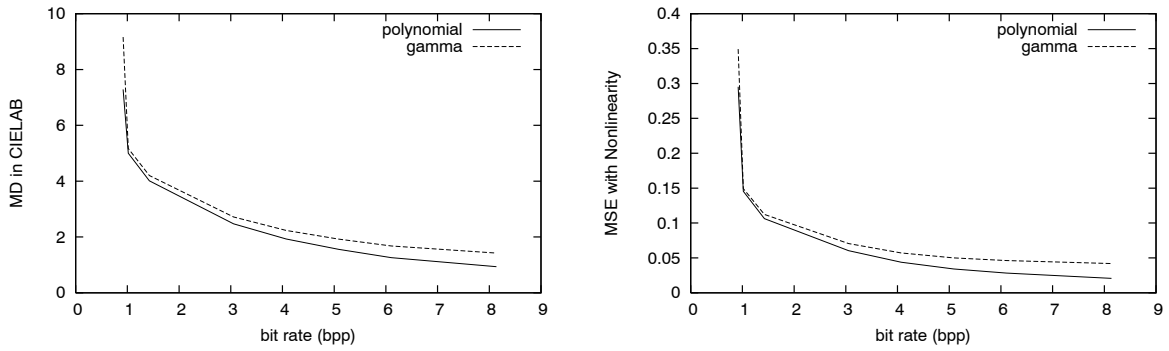 MD in CIELAB
10
8
6
4
2
0
0 1 2 3 4 5 6 7 8 9
bit rate (bpp)
polynomial
gamma
MSE with Nonlinearity
0.4
0.35
0.3
0.25
0.2
0.15
0.1
0.05
0
0 1 2 3 4 5 6 7 8 9
bit rate (bpp)
polynomial
gamma